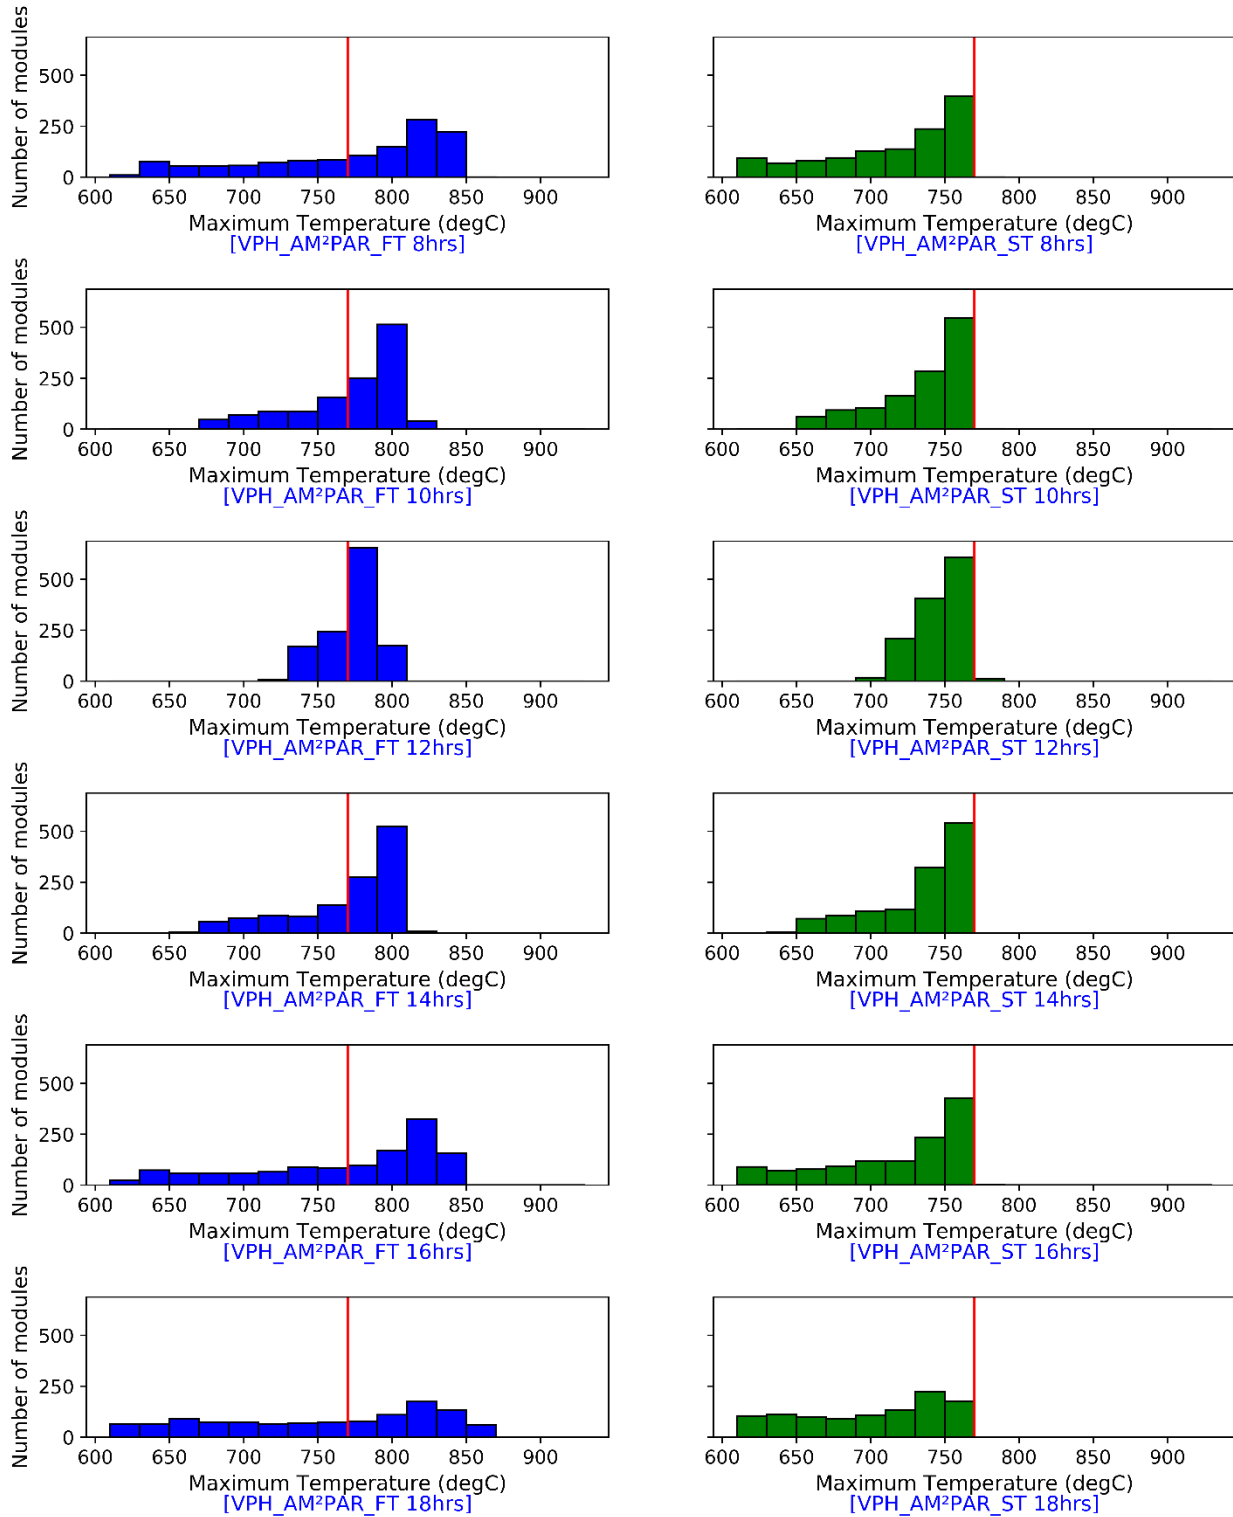 Number of modules
500
250
0
600 650 700 750 800 850 900
Maximum Temperature (degC)
[VPH_AM²PAR_FT 8hrs]
600 650 700 750 800 850 900
Maximum Temperature (degC)
[VPH_AM²PAR_ST 8hrs]
Number of modules
500
250
0
600 650 700 750 800 850 900
Maximum Temperature (degC)
[VPH_AM²PAR_FT 10hrs]
600 650 700 750 800 850 900
Maximum Temperature (degC)
[VPH_AM²PAR_ST 10hrs]
Number of modules
500
250
0
600 650 700 750 800 850 900
Maximum Temperature (degC)
[VPH_AM²PAR_FT 12hrs]
600 650 700 750 800 850 900
Maximum Temperature (degC)
[VPH_AM²PAR_ST 12hrs]
Number of modules
500
250
0
600 650 700 750 800 850 900
Maximum Temperature (degC)
[VPH_AM²PAR_FT 14hrs]
600 650 700 750 800 850 900
Maximum Temperature (degC)
[VPH_AM²PAR_ST 14hrs]
Number of modules
500
250
0
600 650 700 750 800 850 900
Maximum Temperature (degC)
[VPH_AM²PAR_FT 16hrs]
600 650 700 750 800 850 900
Maximum Temperature (degC)
[VPH_AM²PAR_ST 16hrs]
Number of modules
500
250
0
600 650 700 750 800 850 900
Maximum Temperature (degC)
[VPH_AM²PAR_FT 18hrs]
600 650 700 750 800 850 900
Maximum Temperature (degC)
[VPH_AM²PAR_ST 18hrs]